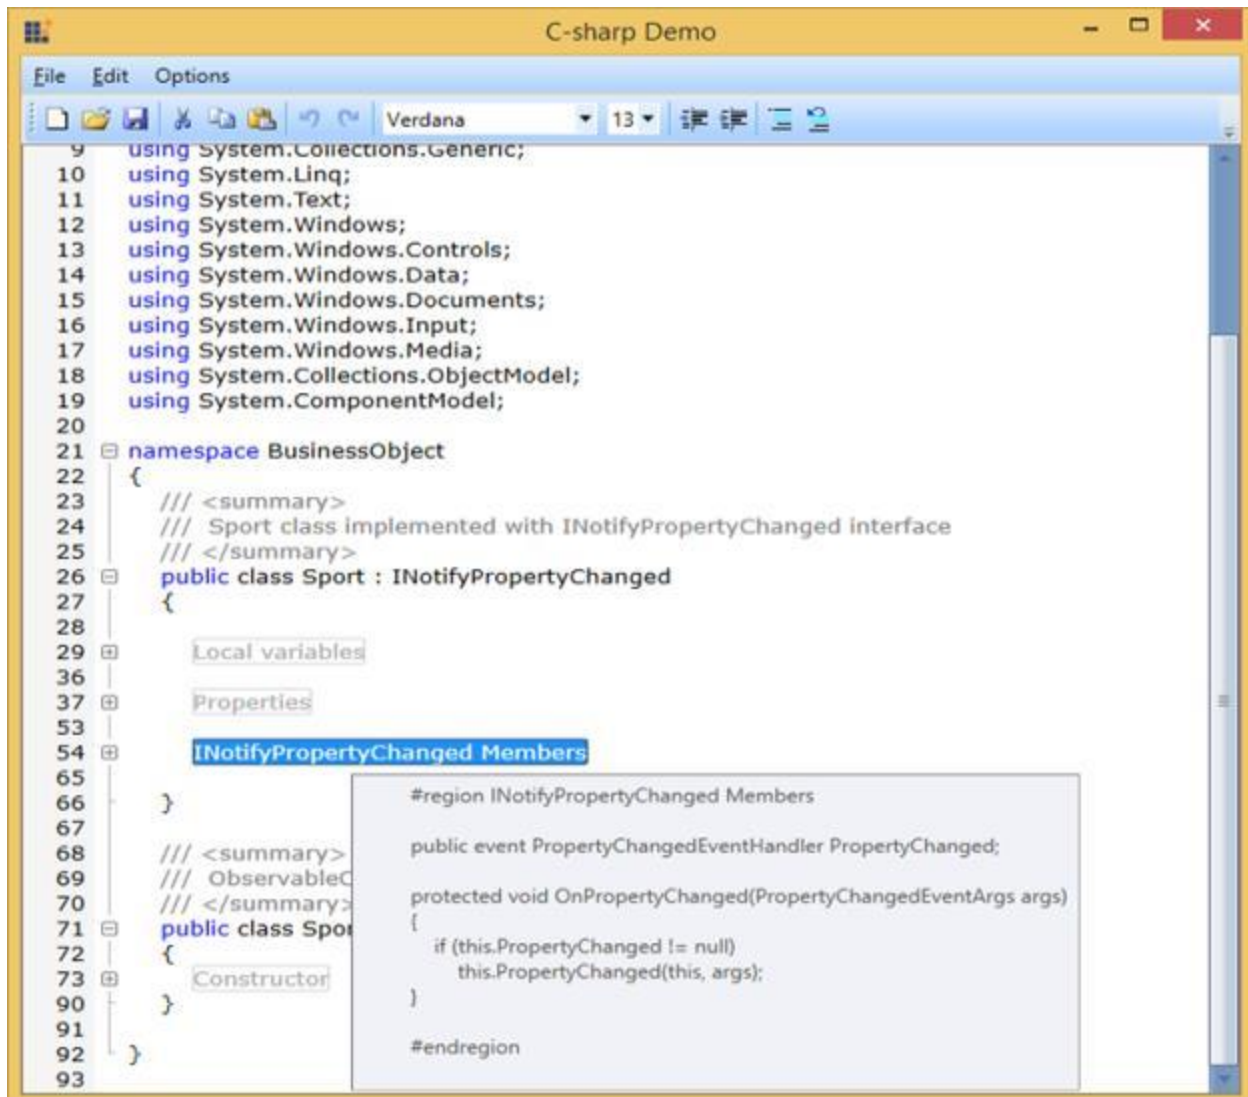 C-sharp Demo
File Edit Options
Verdana 13
9 using System.Collections.Generic;
10 using System.Linq;
11 using System.Text;
12 using System.Windows;
13 using System.Windows.Controls;
14 using System.Windows.Data;
15 using System.Windows.Documents;
16 using System.Windows.Input;
17 using System.Windows.Media;
18 using System.Collections.ObjectModel;
19 using System.ComponentModel;
20
21 namespace BusinessObject
22 {
23 /// <summary>
24 /// Sport class implemented with INotifyPropertyChanged interface
25 /// </summary>
26 public class Sport : INotifyPropertyChanged
27 {
28
29 Local variables
36
37 Properties
53
54 INotifyPropertyChanged Members
65
66 }
67
68 /// <summary>
69 /// ObservableC
70 /// </summary>
71 public class Spor
72 {
73 Constructor
90 }
91
92 }
93
#region INotifyPropertyChanged Members
public event PropertyChangedEventHandler PropertyChanged;
protected void OnPropertyChanged(PropertyChangedEventArgs args)
{
if (this.PropertyChanged != null)
this.PropertyChanged(this, args);
}
#endregion